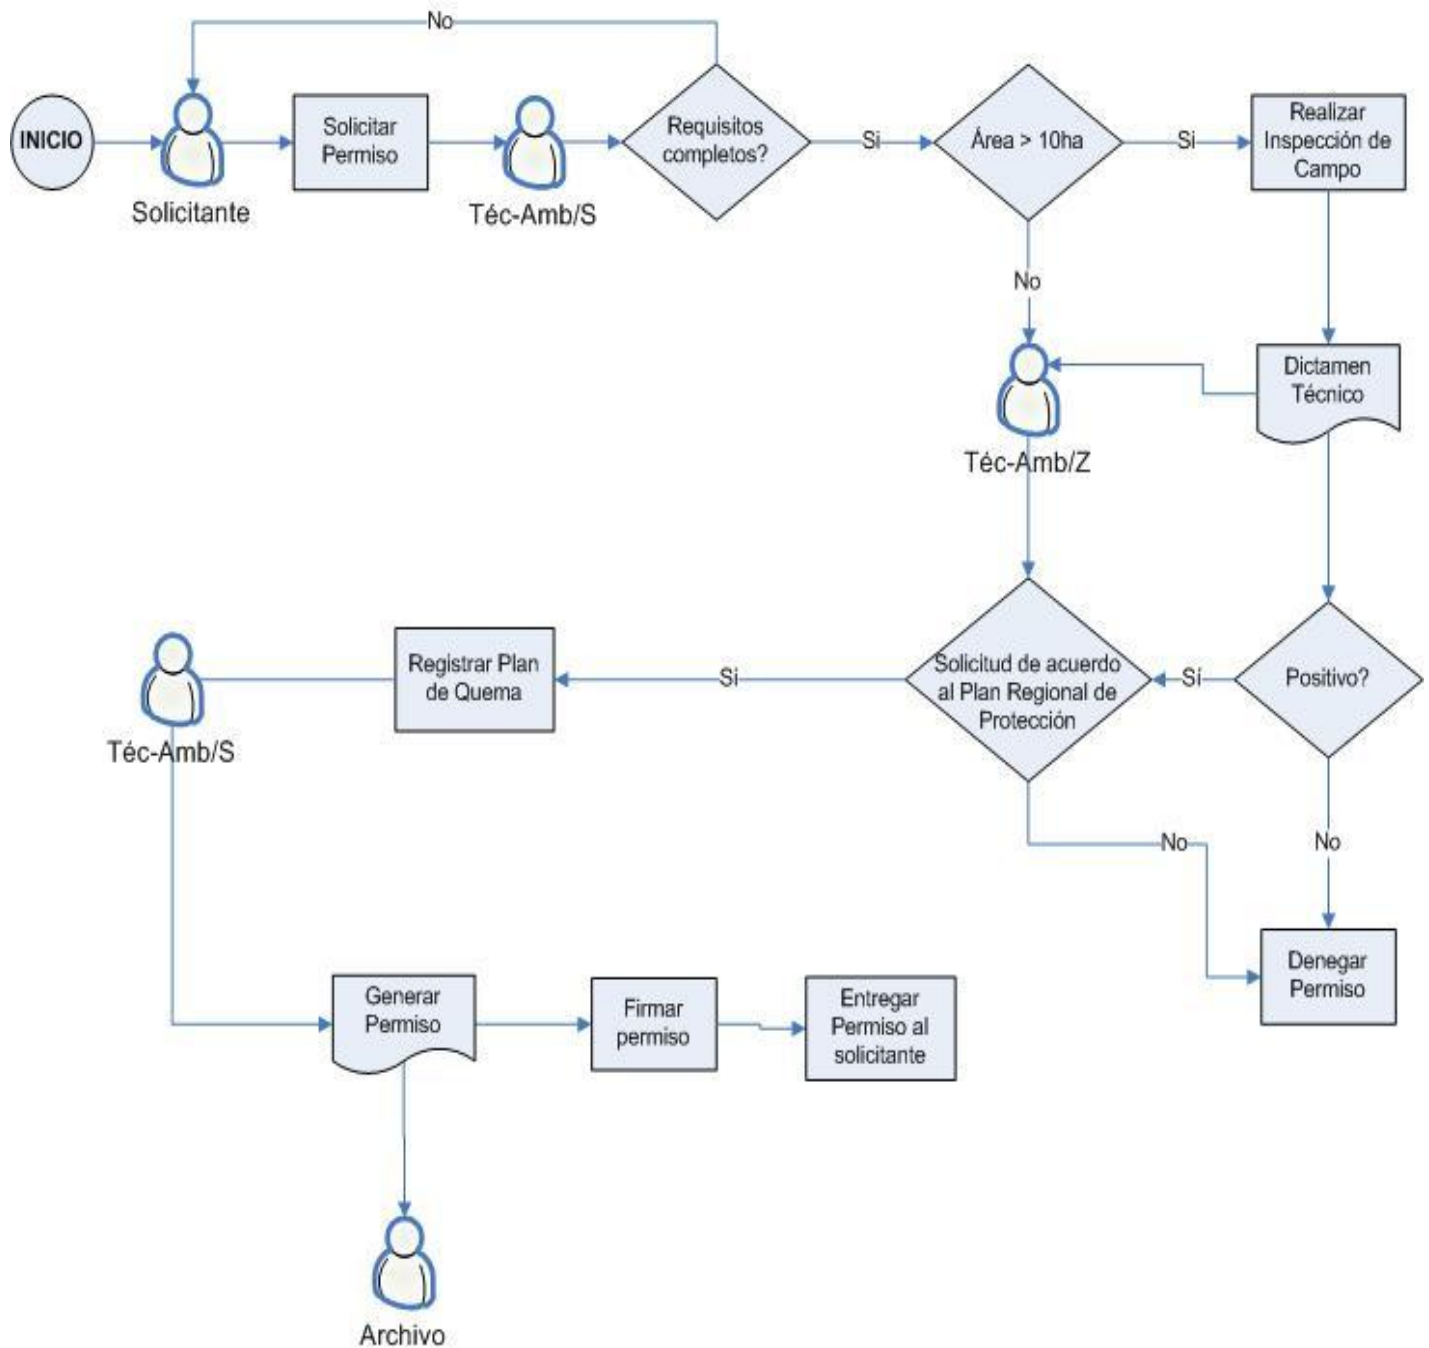 No
INICIO
Solicitante
Solicitar
Permiso
Téc-Amb/S
Requisitos
completos?
Si
Área > 10ha
Si
Realizar
Inspección de
Campo
No
Dictamen
Técnico
Téc-Amb/Z
Téc-Amb/S
Registrar Plan
de Quema
Si
Solicitud de acuerdo
al Plan Regional de
Protección
Sí
Positivo?
No
No
Denegar
Permiso
Generar
Permiso
Firmar
permiso
Entregar
Permiso al
solicitante
Archivo